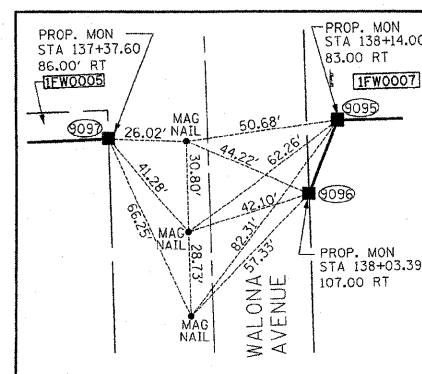 PROP. MON
STA 137+37.60
86.00' RT
1FW0005
PROP. MON
STA 138+14.00
83.00' RT
1FW0007
9097
9095
MAG
NAIL
26.02'
50.68'
44.22'
62.26'
30.80'
41.28'
66.25'
42.10'
9096
MAG
NAIL
28.73'
82.31'
57.33'
PROP. MON
STA 138+03.39
107.00 RT
MAG
NAIL
WALONA
AVENUE